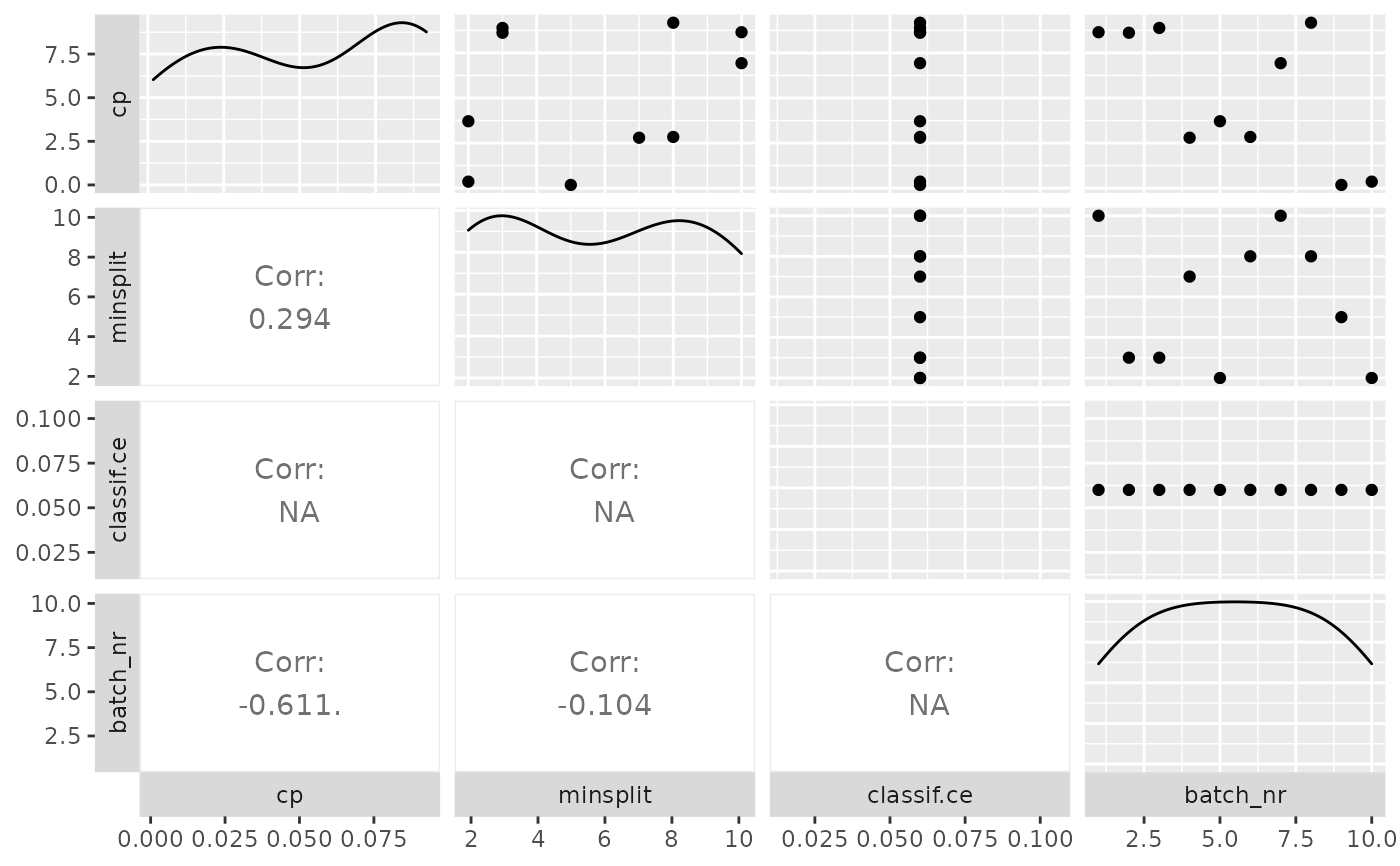 7.5
5.0
2.5
0.0
cp
10
8
6
4
2
minsplit
Corr:
0.294
0.100
0.075
0.050
0.025
classif.ce
Corr:
NA
Corr:
NA
10.0
7.5
5.0
2.5
batch_nr
Corr:
-0.611.
Corr:
-0.104
Corr:
NA
cp
minsplit
classif.ce
batch_nr
0.000 0.025 0.050 0.075
2 4 6 8 10
0.025 0.050 0.075 0.100
2.5 5.0 7.5 10.0